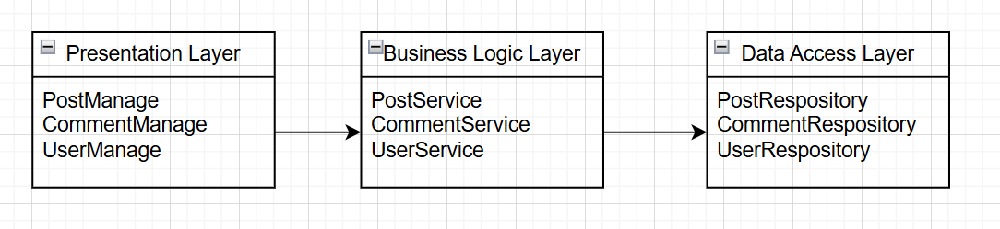 Presentation Layer
PostManage
CommentManage
UserManage
Business Logic Layer
PostService
CommentService
UserService
Data Access Layer
PostRespository
CommentRespository
UserRespository